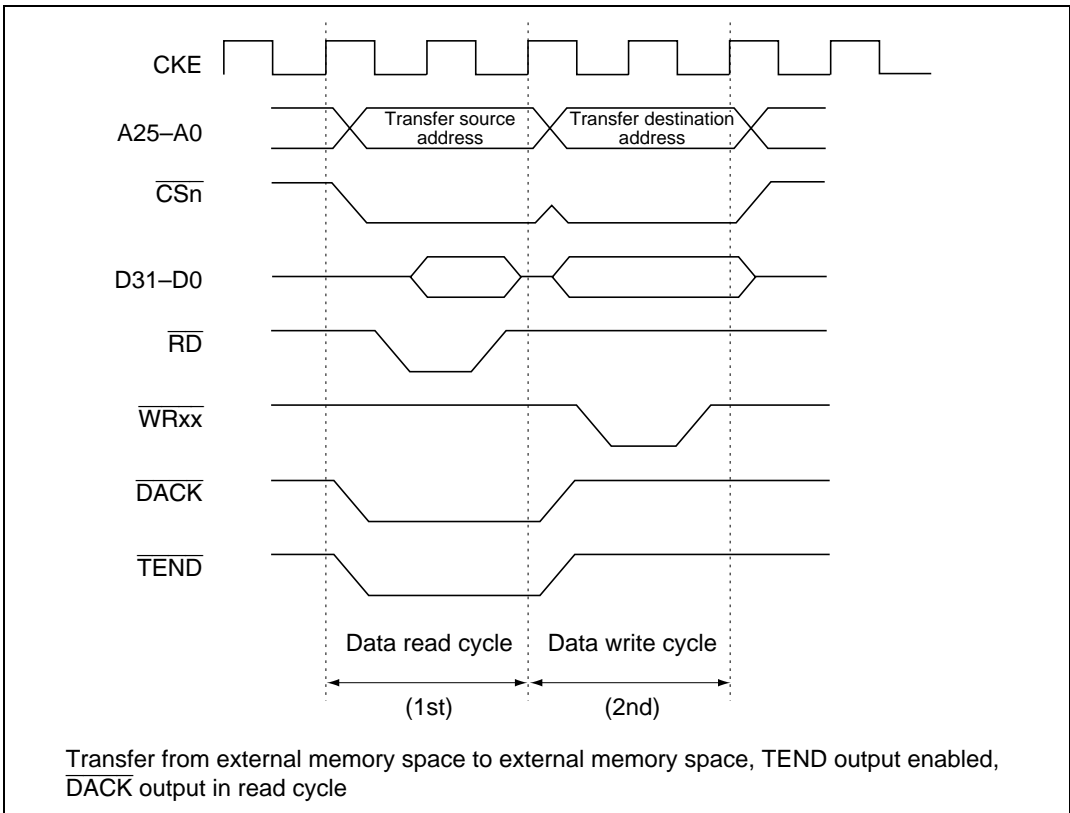 CKE
A25–A0
Transfer source
address
Transfer destination
address
CSn
D31–D0
RD
WRxx
DACK
TEND
Data read cycle
Data write cycle
(1st)
(2nd)
Transfer from external memory space to external memory space, TEND output enabled,
DACK output in read cycle